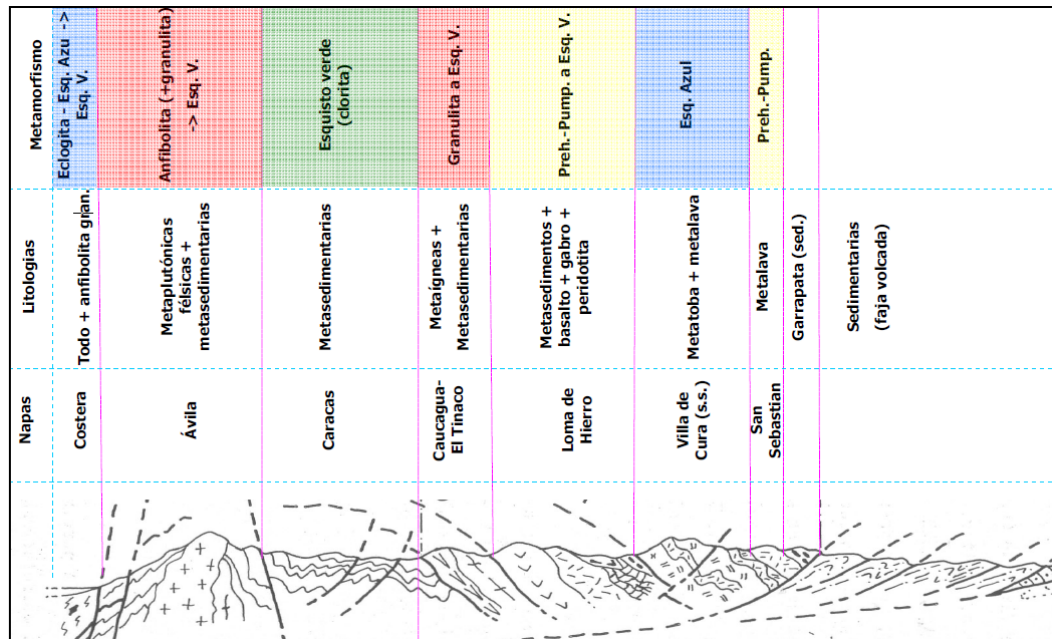 Metamorfismo
Eclogita - Esq. Azu ->
Esq. V.
Anfibolita (+granulita)
-> Esq. V.
Esquisto verde
(clorita)
Granulita a Esq. V.
Preh.-Pump. a Esq. V.
Esq. Azul
Preh.-Pump.
Litologias
Todo + anfibolita gran.
Metaplutónicas
félsicas +
metasedimentarias
Metasedimentarias
Metaígneas +
Metasedimentarias
Metasedimentos +
basalto + gabro +
peridotita
Metatoba + metalava
Metalava
Garrapata (sed.)
Sedimentarias
(faja volcada)
Napas
Costera
Ávila
Caracas
Caucagua-
El Tinaco
Loma de
Hierro
Villa de
Cura (s.s.)
San
Sebastian